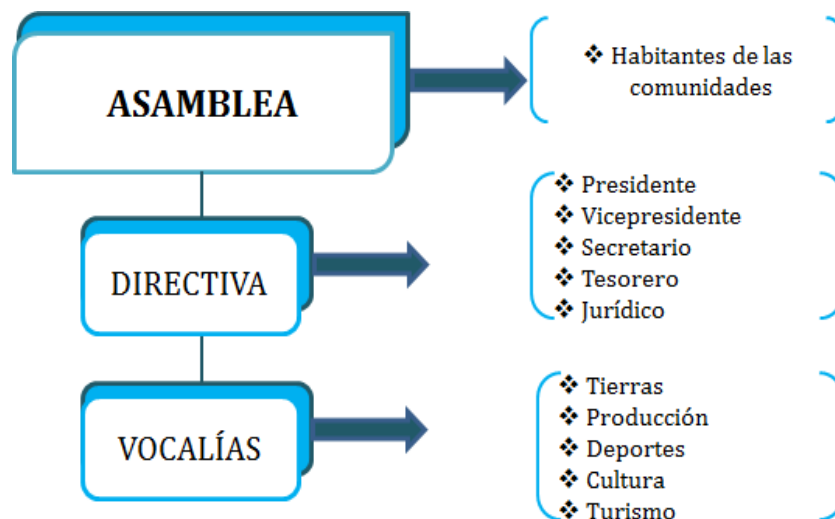 ASAMBLEA
❖ Habitantes de las
comunidades
DIRECTIVA
❖ Presidente
❖ Vicepresidente
❖ Secretario
❖ Tesorero
❖ Jurídico
VOCALÍAS
❖ Tierras
❖ Producción
❖ Deportes
❖ Cultura
❖ Turismo